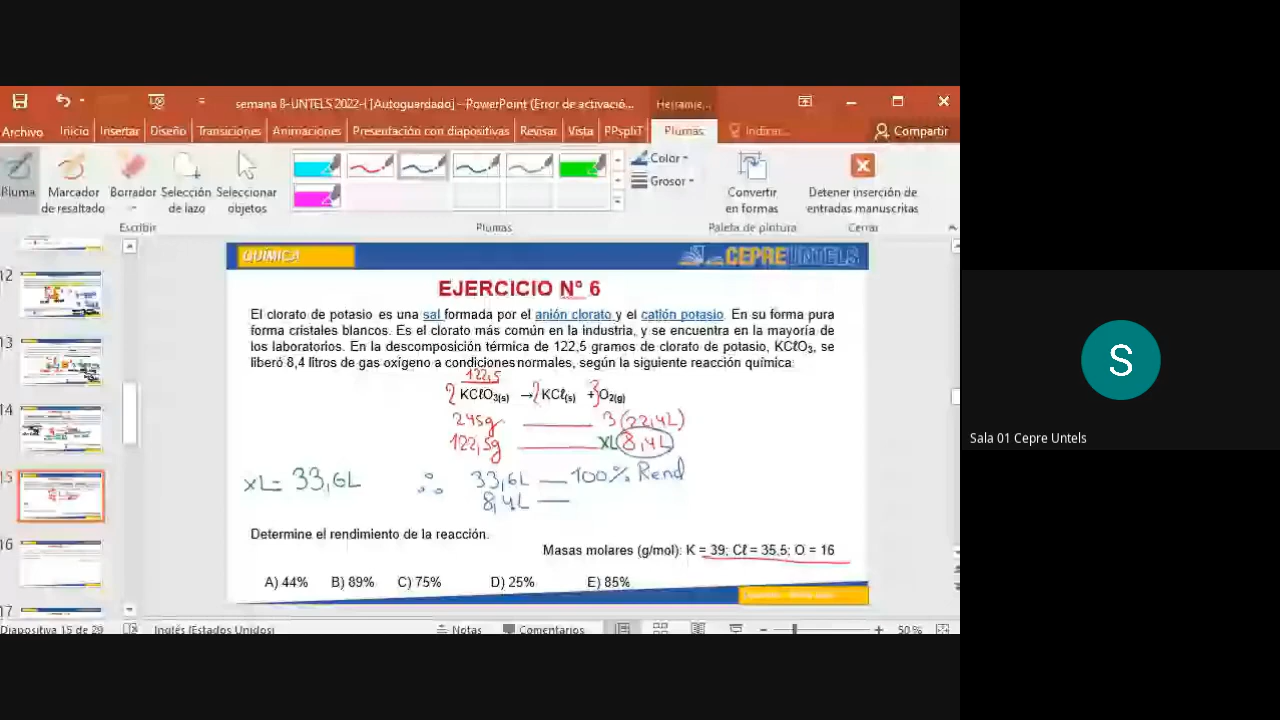 semana 8-UNTELS 2022-I [Autoguardado] - PowerPoint (Error de activació...
Herramie...
Archivo Inicio Insertar Diseño Transiciones Animaciones Presentación con diapositivas Revisar Vista PPspliT Plumas Indicar... Compartir
Pluma Marcador de resaltado Borrador Selección de lazo Seleccionar objetos
Color
Grosor
Convertir en formas
Detener inserción de entradas manuscritas
Escribir Plumas Paleta de pintura Cerrar
QUÍMICA
CEPREUNTELS
EJERCICIO Nº 6
El clorato de potasio es una sal formada por el anión clorato y el catión potasio. En su forma pura
forma cristales blancos. Es el clorato más común en la industria, y se encuentra en la mayoría de
los laboratorios. En la descomposición térmica de 122,5 gramos de clorato de potasio, KCℓO₃, se
liberó 8,4 litros de gas oxígeno a condiciones normales, según la siguiente reacción química:
122,5
2 KCℓO₃(s) → 2 KCℓ(s) + 3 O₂(g)
245g ——— 3 (22,4L)
122,5g ——— XL 8,4L
XL = 33,6L ∴ 33,6L — 100% Rend
8,4L —
Determine el rendimiento de la reacción.
Masas molares (g/mol): K = 39; Cℓ = 35.5; O = 16
A) 44% B) 89% C) 75% D) 25% E) 85%
12
13
14
15
16
17
Diapositiva 15 de 29 Inglés (Estados Unidos) Notas Comentarios 50 %
S
Sala 01 Cepre Untels